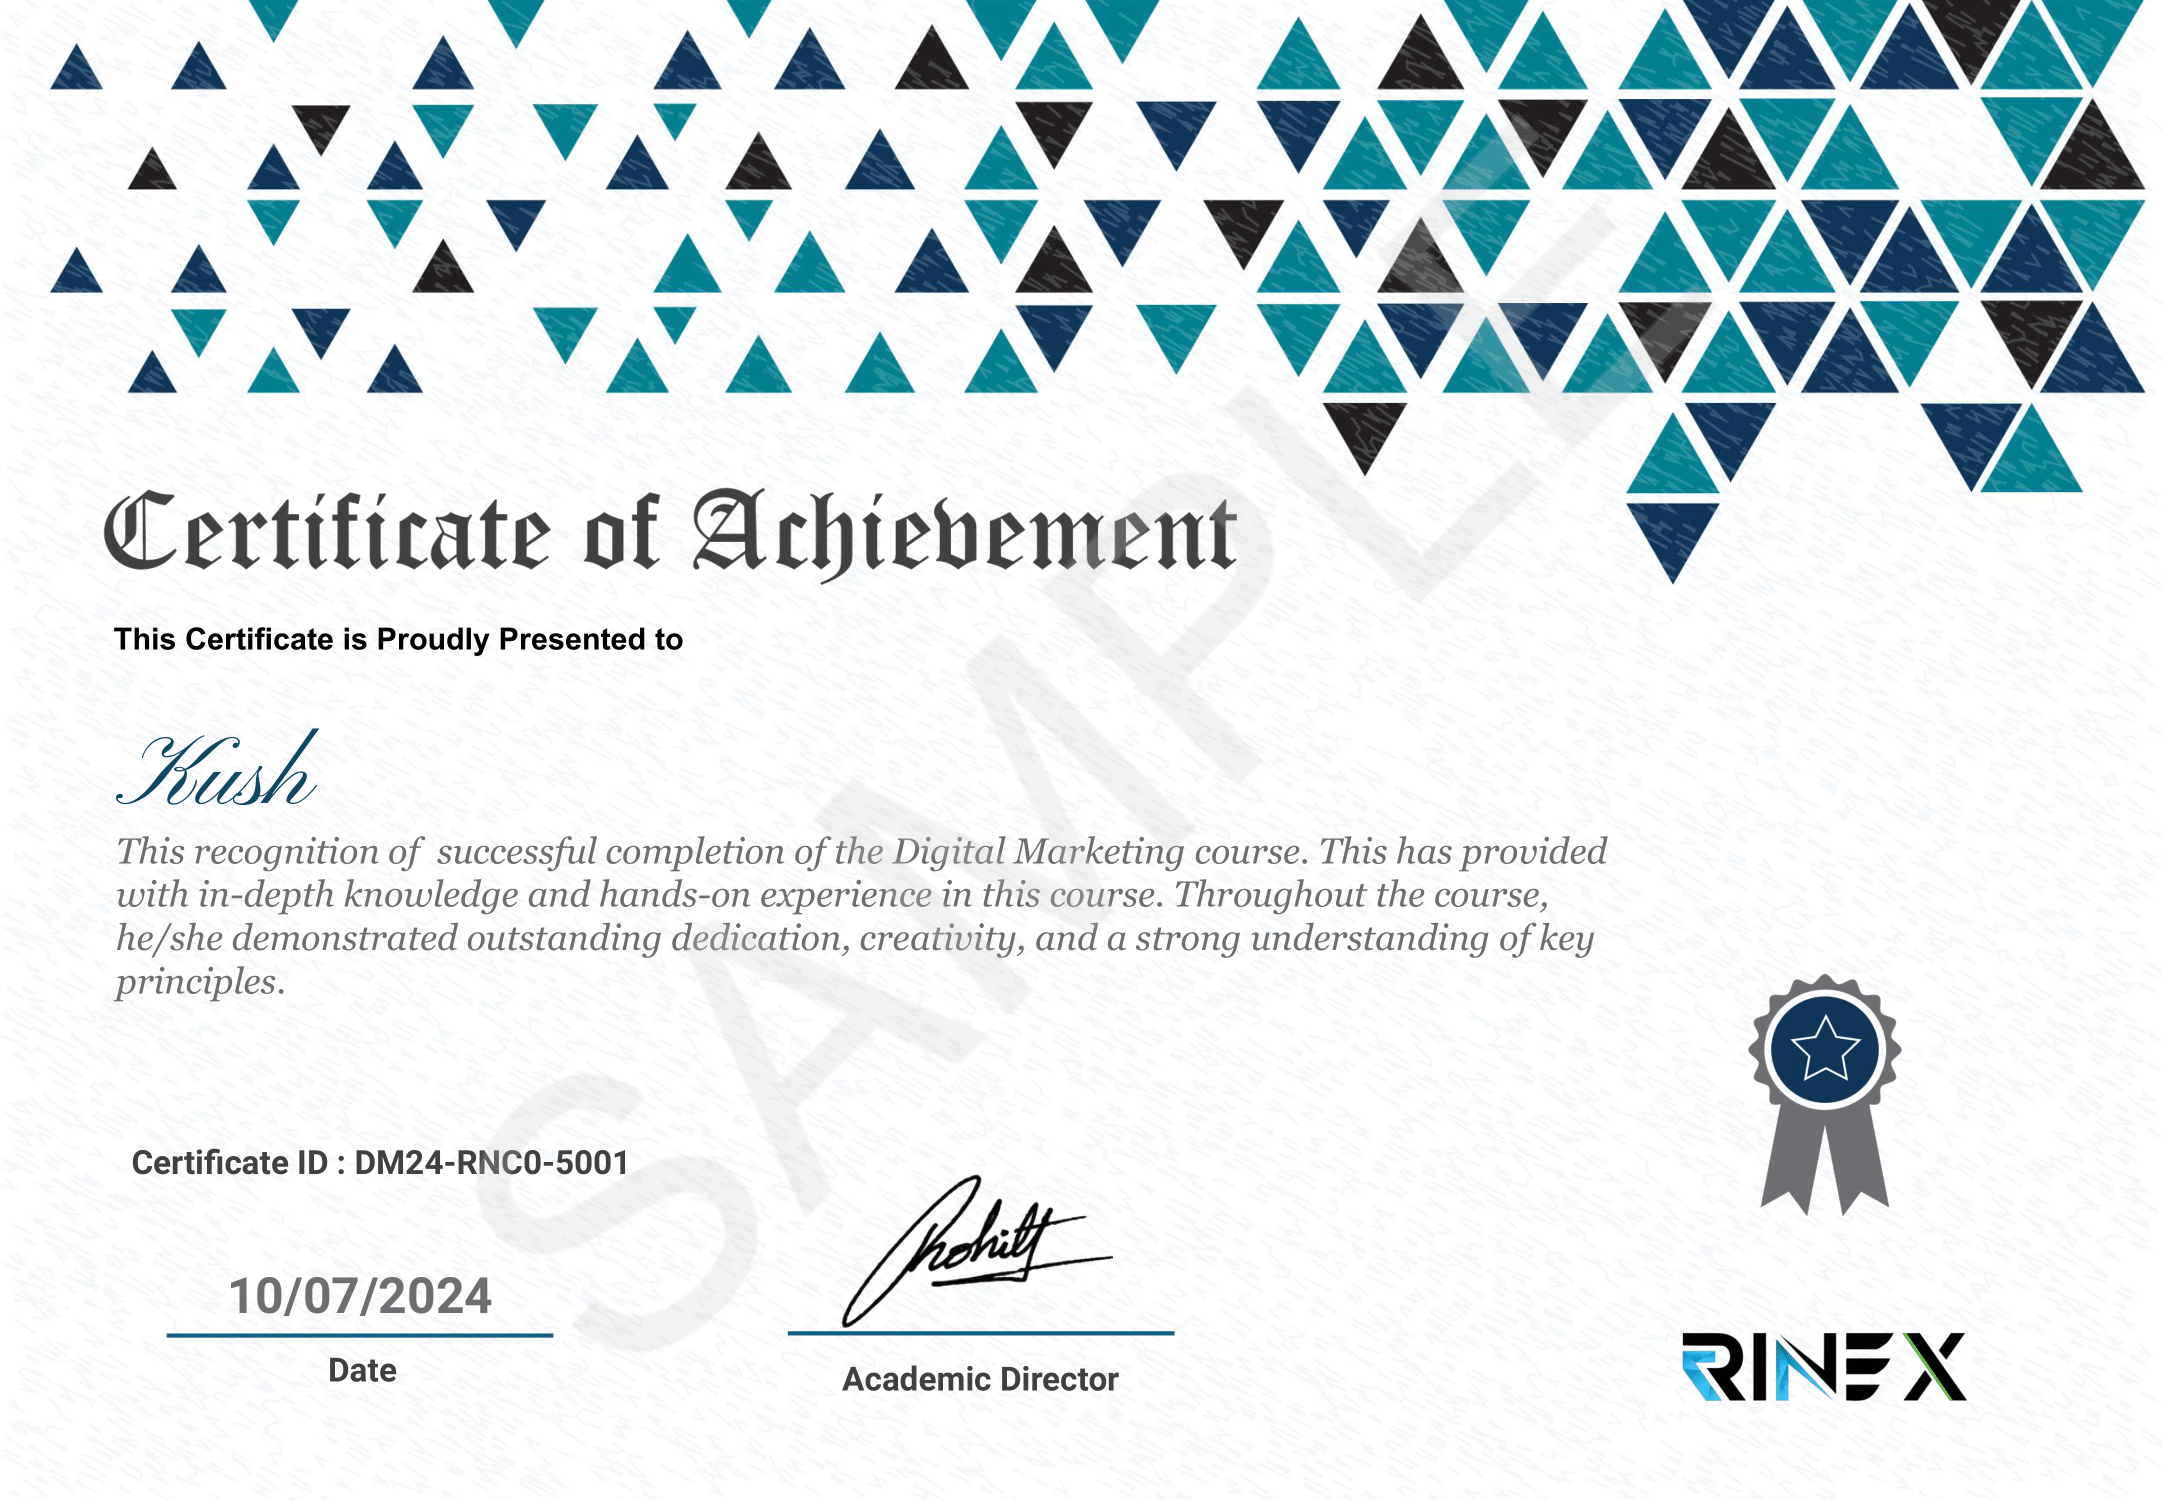 Certificate of Achievement
This Certificate is Proudly Presented to
Kush
This recognition of successful completion of the Digital Marketing course. This has provided
with in-depth knowledge and hands-on experience in this course. Throughout the course,
he/she demonstrated outstanding dedication, creativity, and a strong understanding of key
principles.
SAMPLE
Certificate ID : DM24-RNC0-5001
10/07/2024
Date
Rohitt
Academic Director
RINEX